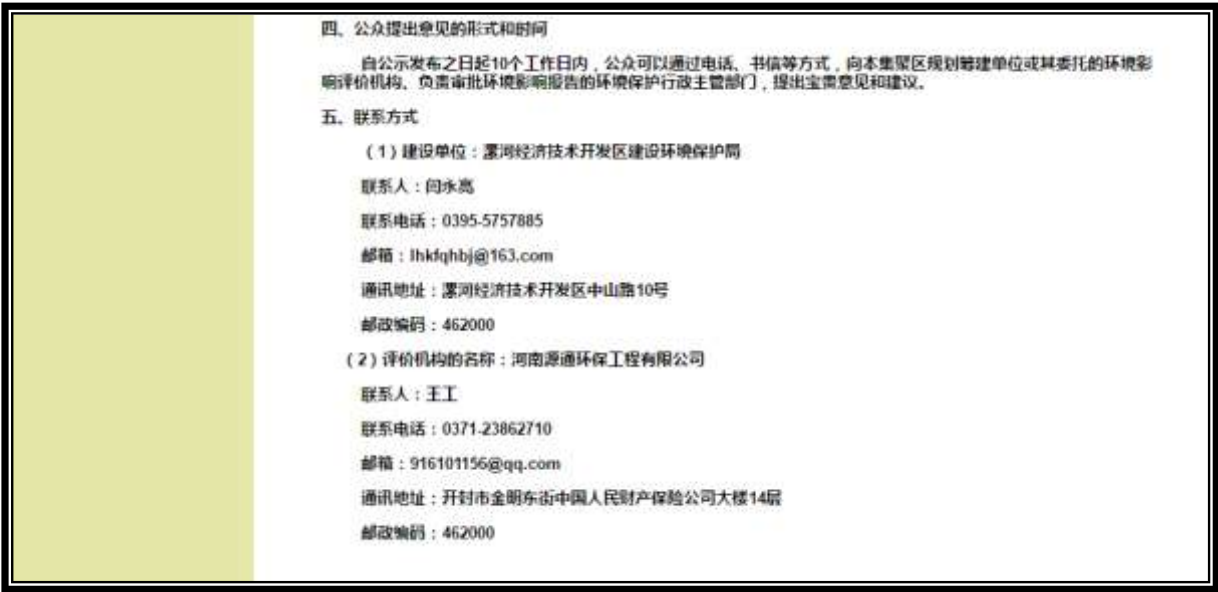 四、公众提出意见的形式和时间
自公示发布之日起10个工作日内，公众可以通过电话、书信等方式，向本集聚区规划筹建单位或其委托的环境影
响评价机构、负责审批环境影响报告的环境保护行政主管部门，提出宝贵意见和建议。
五、联系方式
（1）建设单位：漯河经济技术开发区建设环境保护局
联系人：闫永亮
联系电话：0395-5757885
邮箱：lhkfqhbj@163.com
通讯地址：漯河经济技术开发区中山路10号
邮政编码：462000
（2）评价机构的名称：河南源通环保工程有限公司
联系人：王工
联系电话：0371-23862710
邮箱：916101156@qq.com
通讯地址：开封市金明东街中国人民财产保险公司大楼14层
邮政编码：462000